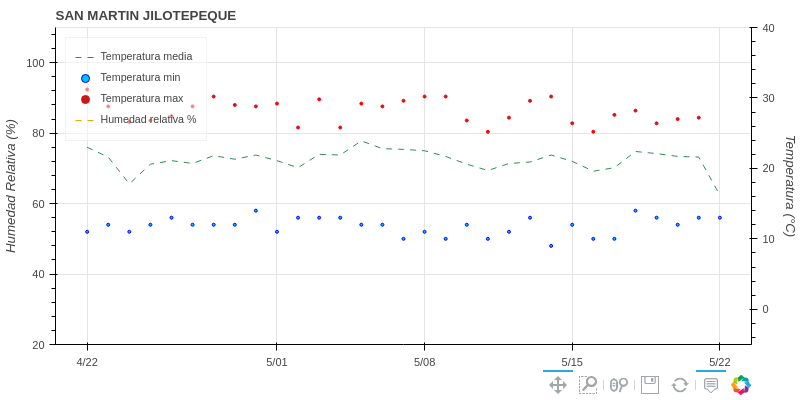 SAN MARTIN JILOTEPEQUE
Temperatura media
Temperatura min
Temperatura max
Humedad relativa %
Humedad Relativa (%)
100
80
60
40
20
Temperatura (°C)
40
30
20
10
0
4/22
5/01
5/08
5/15
5/22